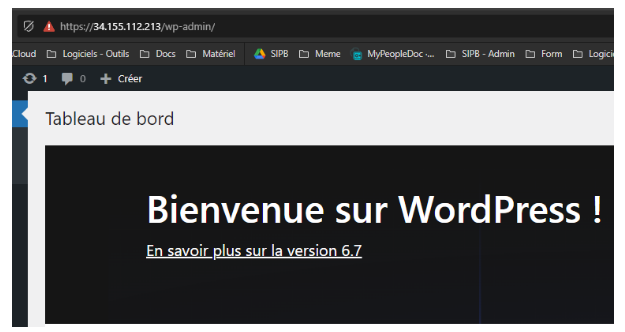 https://34.155.112.213/wp-admin/
Cloud Logiciels - Outils Docs Matériel SIPB Meme MyPeopleDoc -... SIPB - Admin Form Logicie
1 0 Créer
Tableau de bord
Bienvenue sur WordPress !
En savoir plus sur la version 6.7